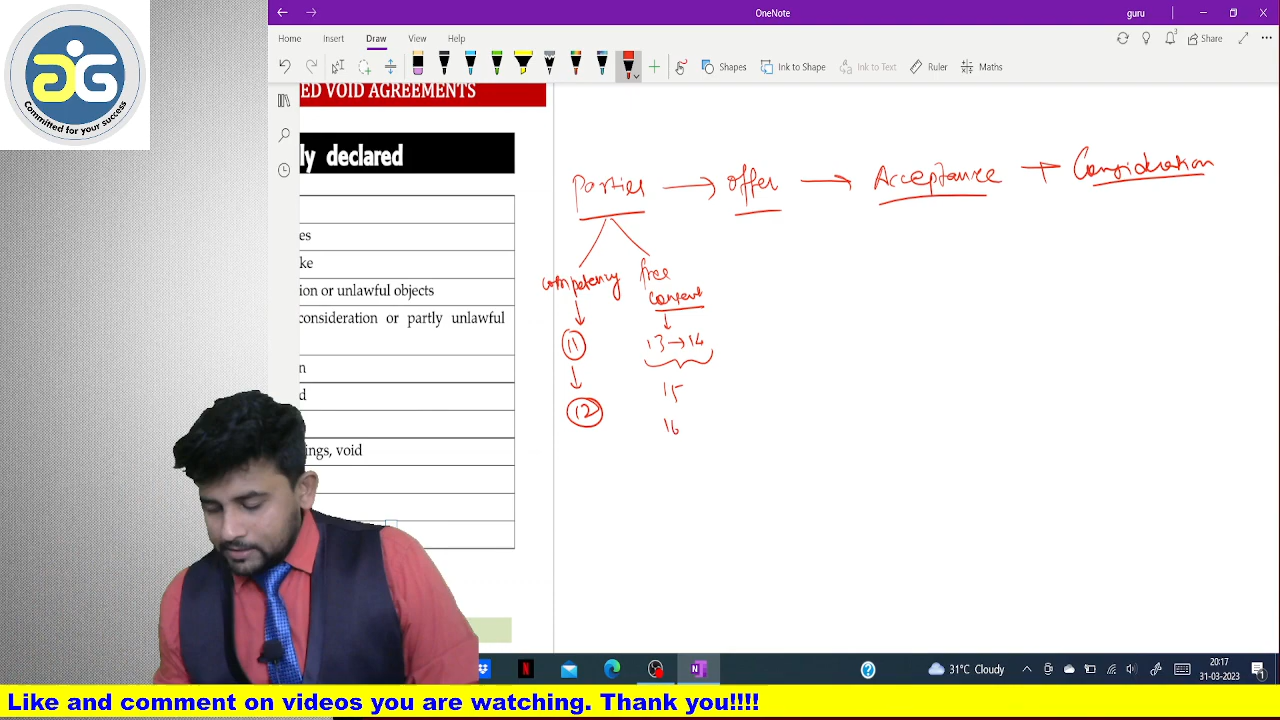 OneNote
guru
Home
Insert
Draw
View
Help
Share
Shapes
Ink to Shape
Ink to Text
Ruler
Maths
Committed for your success
ED VOID AGREEMENTS
ly declared
es
ke
ion or unlawful objects
consideration or partly unlawful
n
d
ings, void
Parties → offer → Acceptance → Consideration
competency
free
consent
11
13→14
12
15
16
31°C Cloudy
20:17
31-03-2023
1
Like and comment on videos you are watching. Thank you!!!!